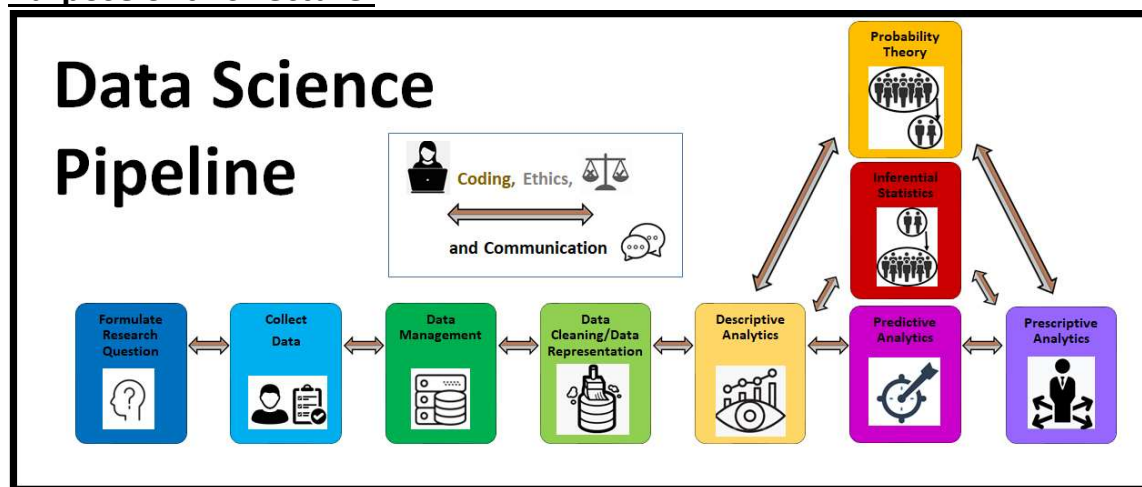 Data Science
Pipeline
Coding, Ethics,
and Communication
Probability
Theory
Inferential
Statistics
Formulate
Research
Question
Collect
Data
Data
Management
Data
Cleaning/Data
Representation
Descriptive
Analytics
Predictive
Analytics
Prescriptive
Analytics